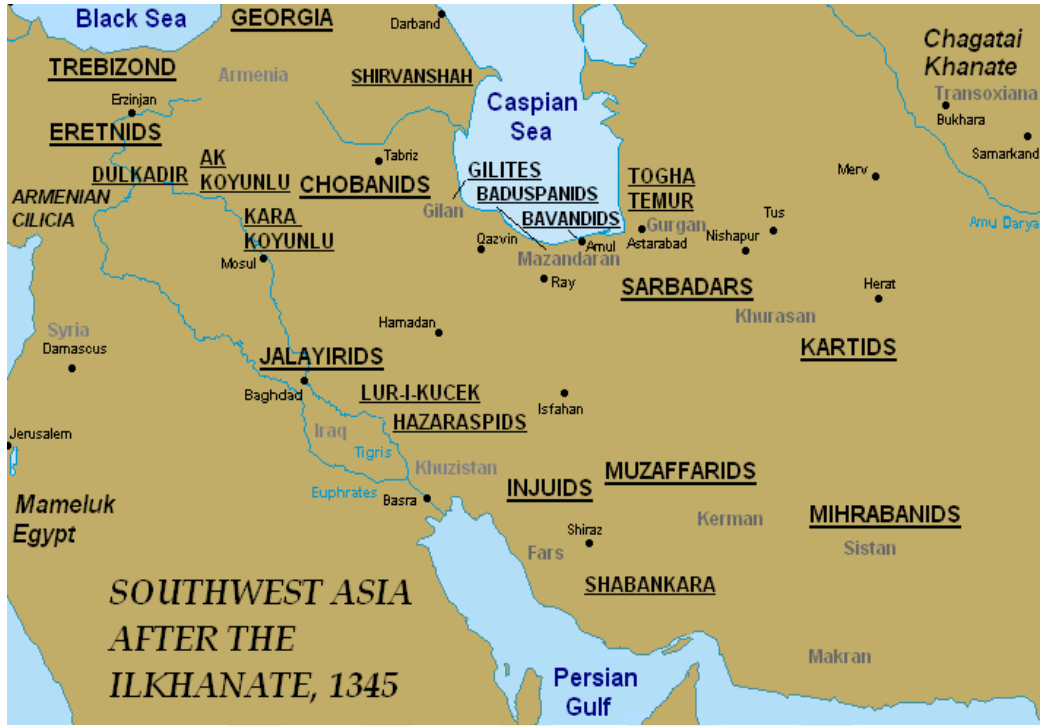 Black Sea
GEORGIA
Darband
Chagatai
Khanate
TREBIZOND
Armenia
SHIRVANSHAH
Caspian
Sea
Transoxiana
Bukhara
Erzinjan
ERETNIDS
Samarkand
Tabriz
AK
KOYUNLU
DULKADIR
CHOBANIDS
GILITES
BADUSPANIDS
BAVANDIDS
TOGHA
TEMUR
Merv
ARMENIAN
CILICIA
KARA
KOYUNLU
Gilan
Gurgan
Tus
Amu Darya
Mosul
Qazvin
Amul
Astarabad
Nishapur
Mazandaran
Ray
SARBADARS
Herat
Khurasan
Syria
Damascus
Hamadan
KARTIDS
JALAYIRIDS
Baghdad
LUR-I-KUCEK
Isfahan
HAZARASPIDS
Jerusalem
Iraq
Tigris
Khuzistan
MUZAFFARIDS
Euphrates
Basra
INJUIDS
Mameluk
Egypt
Kerman
MIHRABANIDS
Shiraz
Fars
Sistan
SHABANKARA
SOUTHWEST ASIA
AFTER THE
ILKHANATE, 1345
Makran
Persian
Gulf